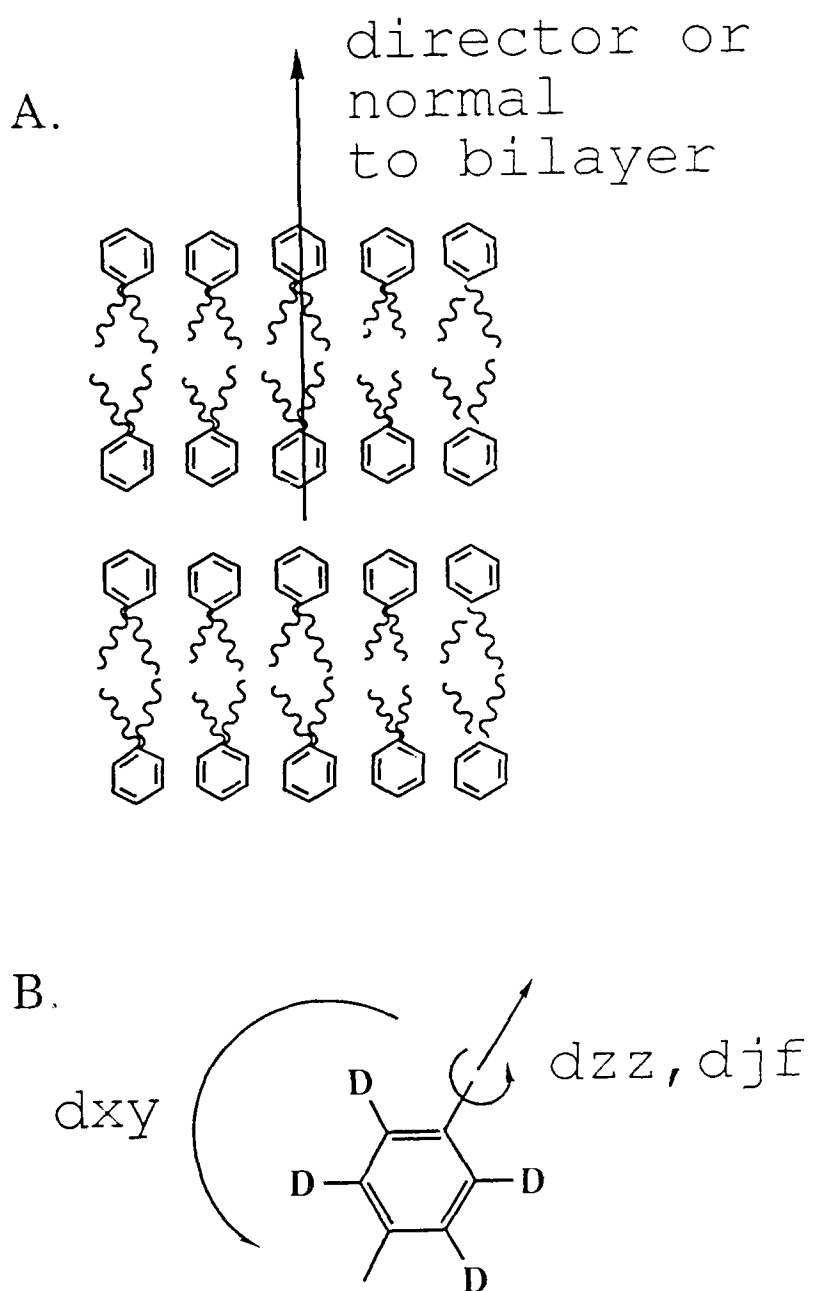 director or
normal
to bilayer
A.
B.
dxy
dzz, djf
D
D
D
D